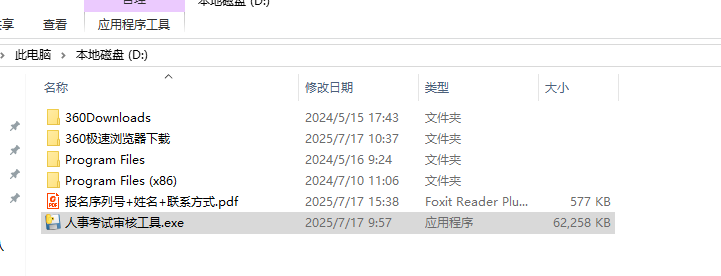 管理 本地磁盘 (D:)
共享 查看 应用程序工具
此电脑 本地磁盘 (D:)
名称 修改日期 类型 大小
360Downloads 2024/5/15 17:43 文件夹
360极速浏览器下载 2025/7/17 10:37 文件夹
Program Files 2024/5/16 9:24 文件夹
Program Files (x86) 2024/7/10 11:06 文件夹
报名序列号+姓名+联系方式.pdf 2025/7/17 15:38 Foxit Reader Plu... 577 KB
人事考试审核工具.exe 2025/7/17 9:57 应用程序 62,258 KB